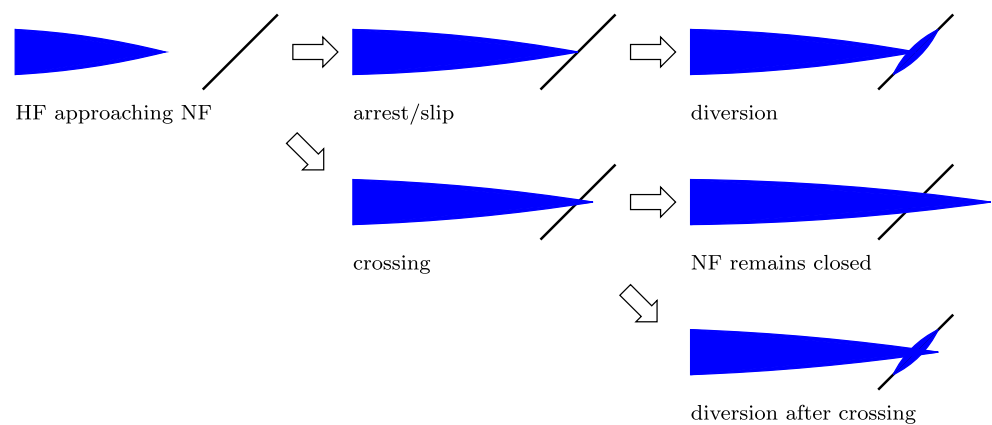 HF approaching NF
arrest/slip
diversion
crossing
NF remains closed
diversion after crossing